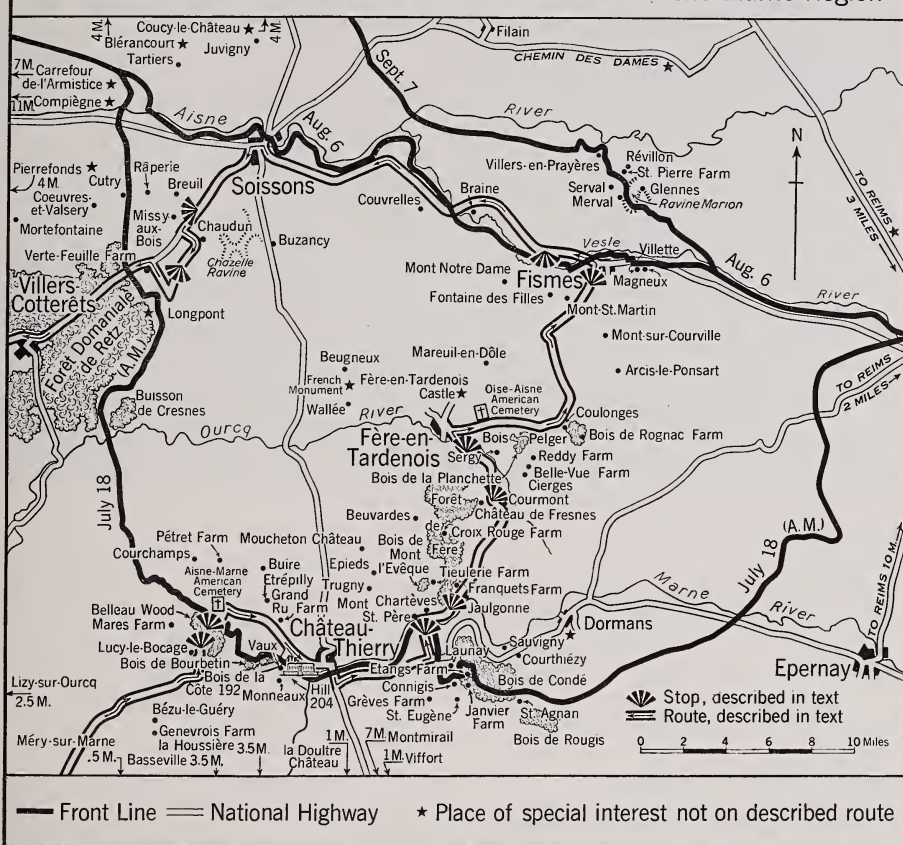 Coucy-le-Château ★
4 M.
Blérancourt ★
Juvigny
4 M.
Tartiers
7 M. Carrefour
de-l'Armistice ★
11 M. Compiègne ★
Filain
CHEMIN DES DAMES ★
Sept. 7
Aisne
River
Aug. 6
N
Soissons
Pierrefonds ★
4 M.
Cutry
Râperie
Breuil
Coeuvres-
et-Valsery
Mortefontaine
Missy-
aux-
Bois
Chaudun
Chazelle
Ravine
Buzancy
Verte-Feuille Farm
Villers-
Cotterêts
Forêt Domaniale
de Retz
(A.M.)
Longpont
Couvrelles
Braine
Villers-en-Prayères
Révillon
St. Pierre Farm
Serval
Glennes
Merval
Ravine Marion
TO REIMS ★
3 MILES
Vesle
Villette
Mont Notre Dame
Fismes
Magneux
Aug. 6
River
Fontaine des Filles
Mont-St. Martin
Mont-sur-Courville
Arcis-le-Ponsart
Beugneux
Mareuil-en-Dôle
French
Monument ★
Fère-en-Tardenois
Castle ★
Oise-Aisne
American
Cemetery
Wallée
TO REIMS
2 MILES
Buisson
de Cresnes
Ourcq
River
Coulonges
Fère-en-
Tardenois
Bois Pelger
Bois de Rognac Farm
Sergy
Reddy Farm
Bois de la Planchette
Belle-Vue Farm
Cierges
Forêt
de
Fère
Courmont
Château de Fresnes
Beuvardes
Croix Rouge Farm
July 18
Pétret Farm
Moucheton Château
Bois de
Mont
l'Evêque
Courchamps
Aisne-Marne
American
Cemetery
Buire
Etrépilly
Epieds
Tieulerie Farm
Grand
Ru Farm
Trugny
Franquets Farm
Mont
St. Père
Chartèves
Jaulgonne
July 18
(A.M.)
Marne
River
TO REIMS 10 M.
Belleau Wood
Mares Farm
Château-
Thierry
Dormans
Lucy-le-Bocage
Vaux
Launay
Sauvigny
Bois de Bourbetin
Courthiézy
Epernay
Etangs Farm
Bois de Condé
Bois de la
Côte 192
Monneaux
Hill
204
Connigis
Lizy-sur-Ourcq
2.5 M.
Grèves Farm
Janvier
Farm
St. Agnan
St. Eugène
Bois de Rougis
Bézu-le-Guéry
Genevrois Farm
Méry-sur-Marne
.5 M.
la Houssière 3.5 M.
Basseville 3.5 M.
la Doultre
Château
1 M.
7 M. Montmirail
1 M. Viffort
Stop, described in text
Route, described in text
0 2 4 6 8 10 Miles
Front Line
National Highway
★ Place of special interest not on described route